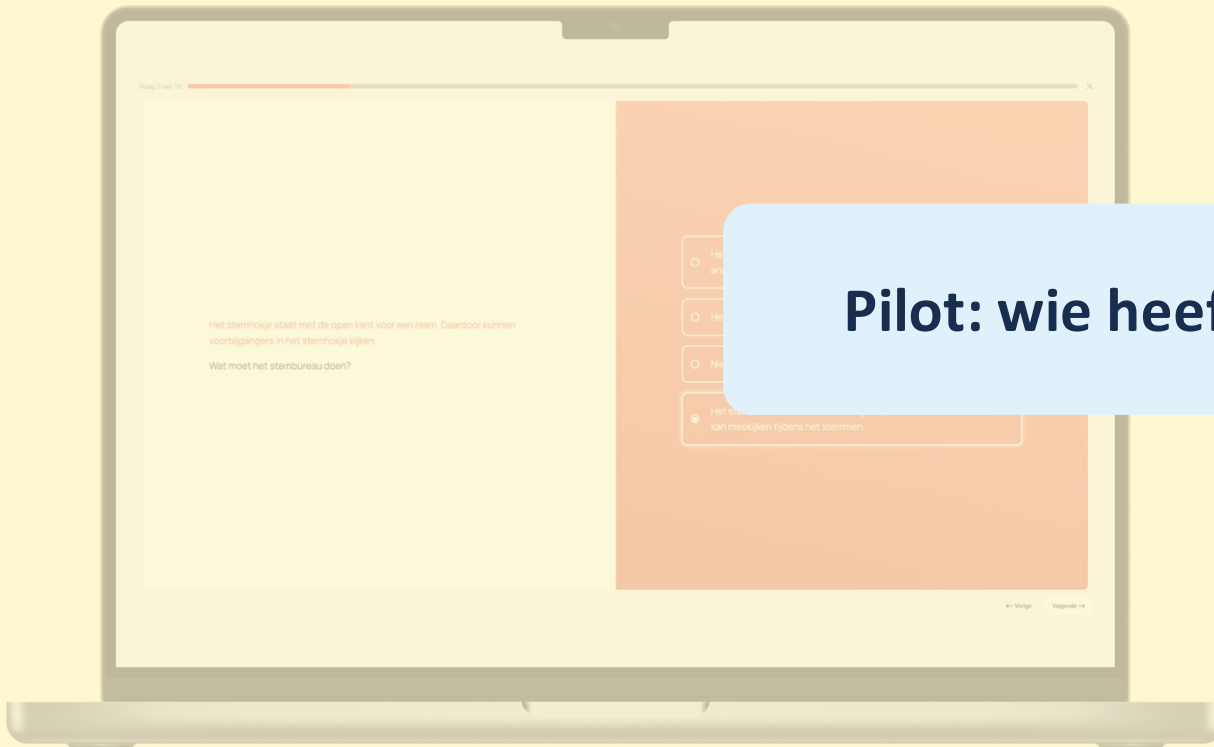 Vraag 2 van 10
Het stemhokje staat met de open kant voor een raam. Daardoor kunnen
voorbijgangers in het stemhokje kijken.
Wat moet het stembureau doen?
Pilot: wie
kan meekijken tijdens het stemmen.
← Vorige
Volgende →